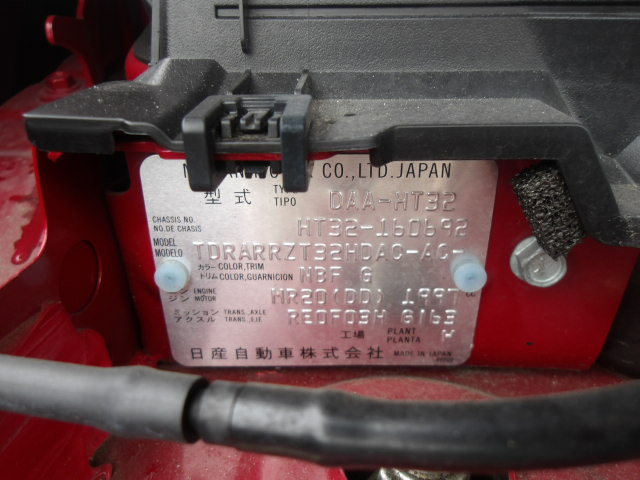 CO.,LTD.JAPAN
型式 TIPO DAA-HT32
CHASSIS NO. NO.DE CHASIS HT32-160692
MODEL MODELO TDRARRZT32HDAC-AC-
カラー COLOR,TRIM
トリム COLOR,GUARNICION NBF G
ENGINE
ジン MOTOR HR20(DD) 1997 cc
ミッション TRANS.,AXLE
アクスル TRANS.,EJE RE0F09H 6163
工場 PLANT PLANTA H
日産自動車株式会社 MADE IN JAPAN